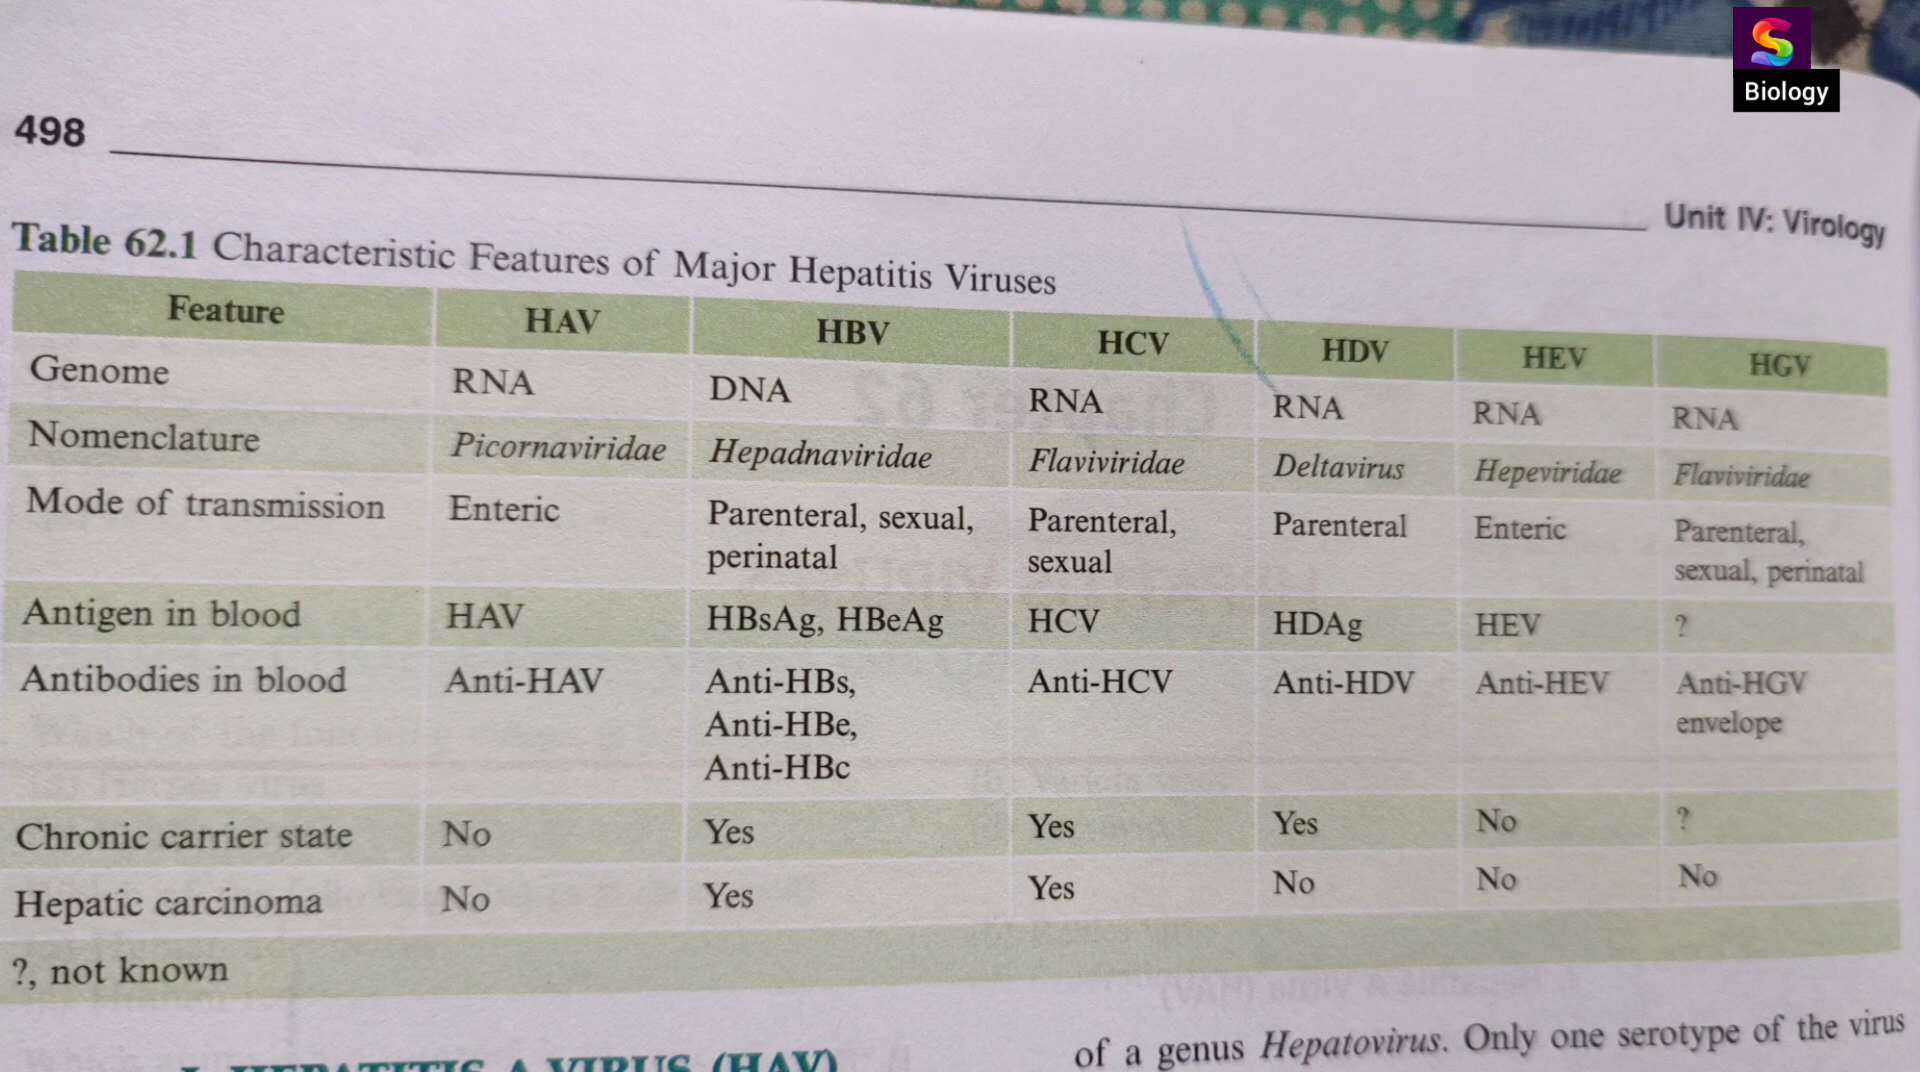 Biology
498
Unit IV: Virology
Table 62.1 Characteristic Features of Major Hepatitis Viruses
Feature HAV HBV HCV HDV HEV HGV
Genome RNA DNA RNA RNA RNA RNA
Nomenclature Picornaviridae Hepadnaviridae Flaviviridae Deltavirus Hepeviridae Flaviviridae
Mode of transmission Enteric Parenteral, sexual, Parenteral, Parenteral Enteric Parenteral,
perinatal sexual sexual, perinatal
Antigen in blood HAV HBsAg, HBeAg HCV HDAg HEV ?
Antibodies in blood Anti-HAV Anti-HBs, Anti-HCV Anti-HDV Anti-HEV Anti-HGV
Anti-HBe, envelope
Anti-HBc
Chronic carrier state No Yes Yes Yes No ?
Hepatic carcinoma No Yes Yes No No No
?, not known
I. HEPATITIS A VIRUS (HAV)
of a genus Hepatovirus. Only one serotype of the virus